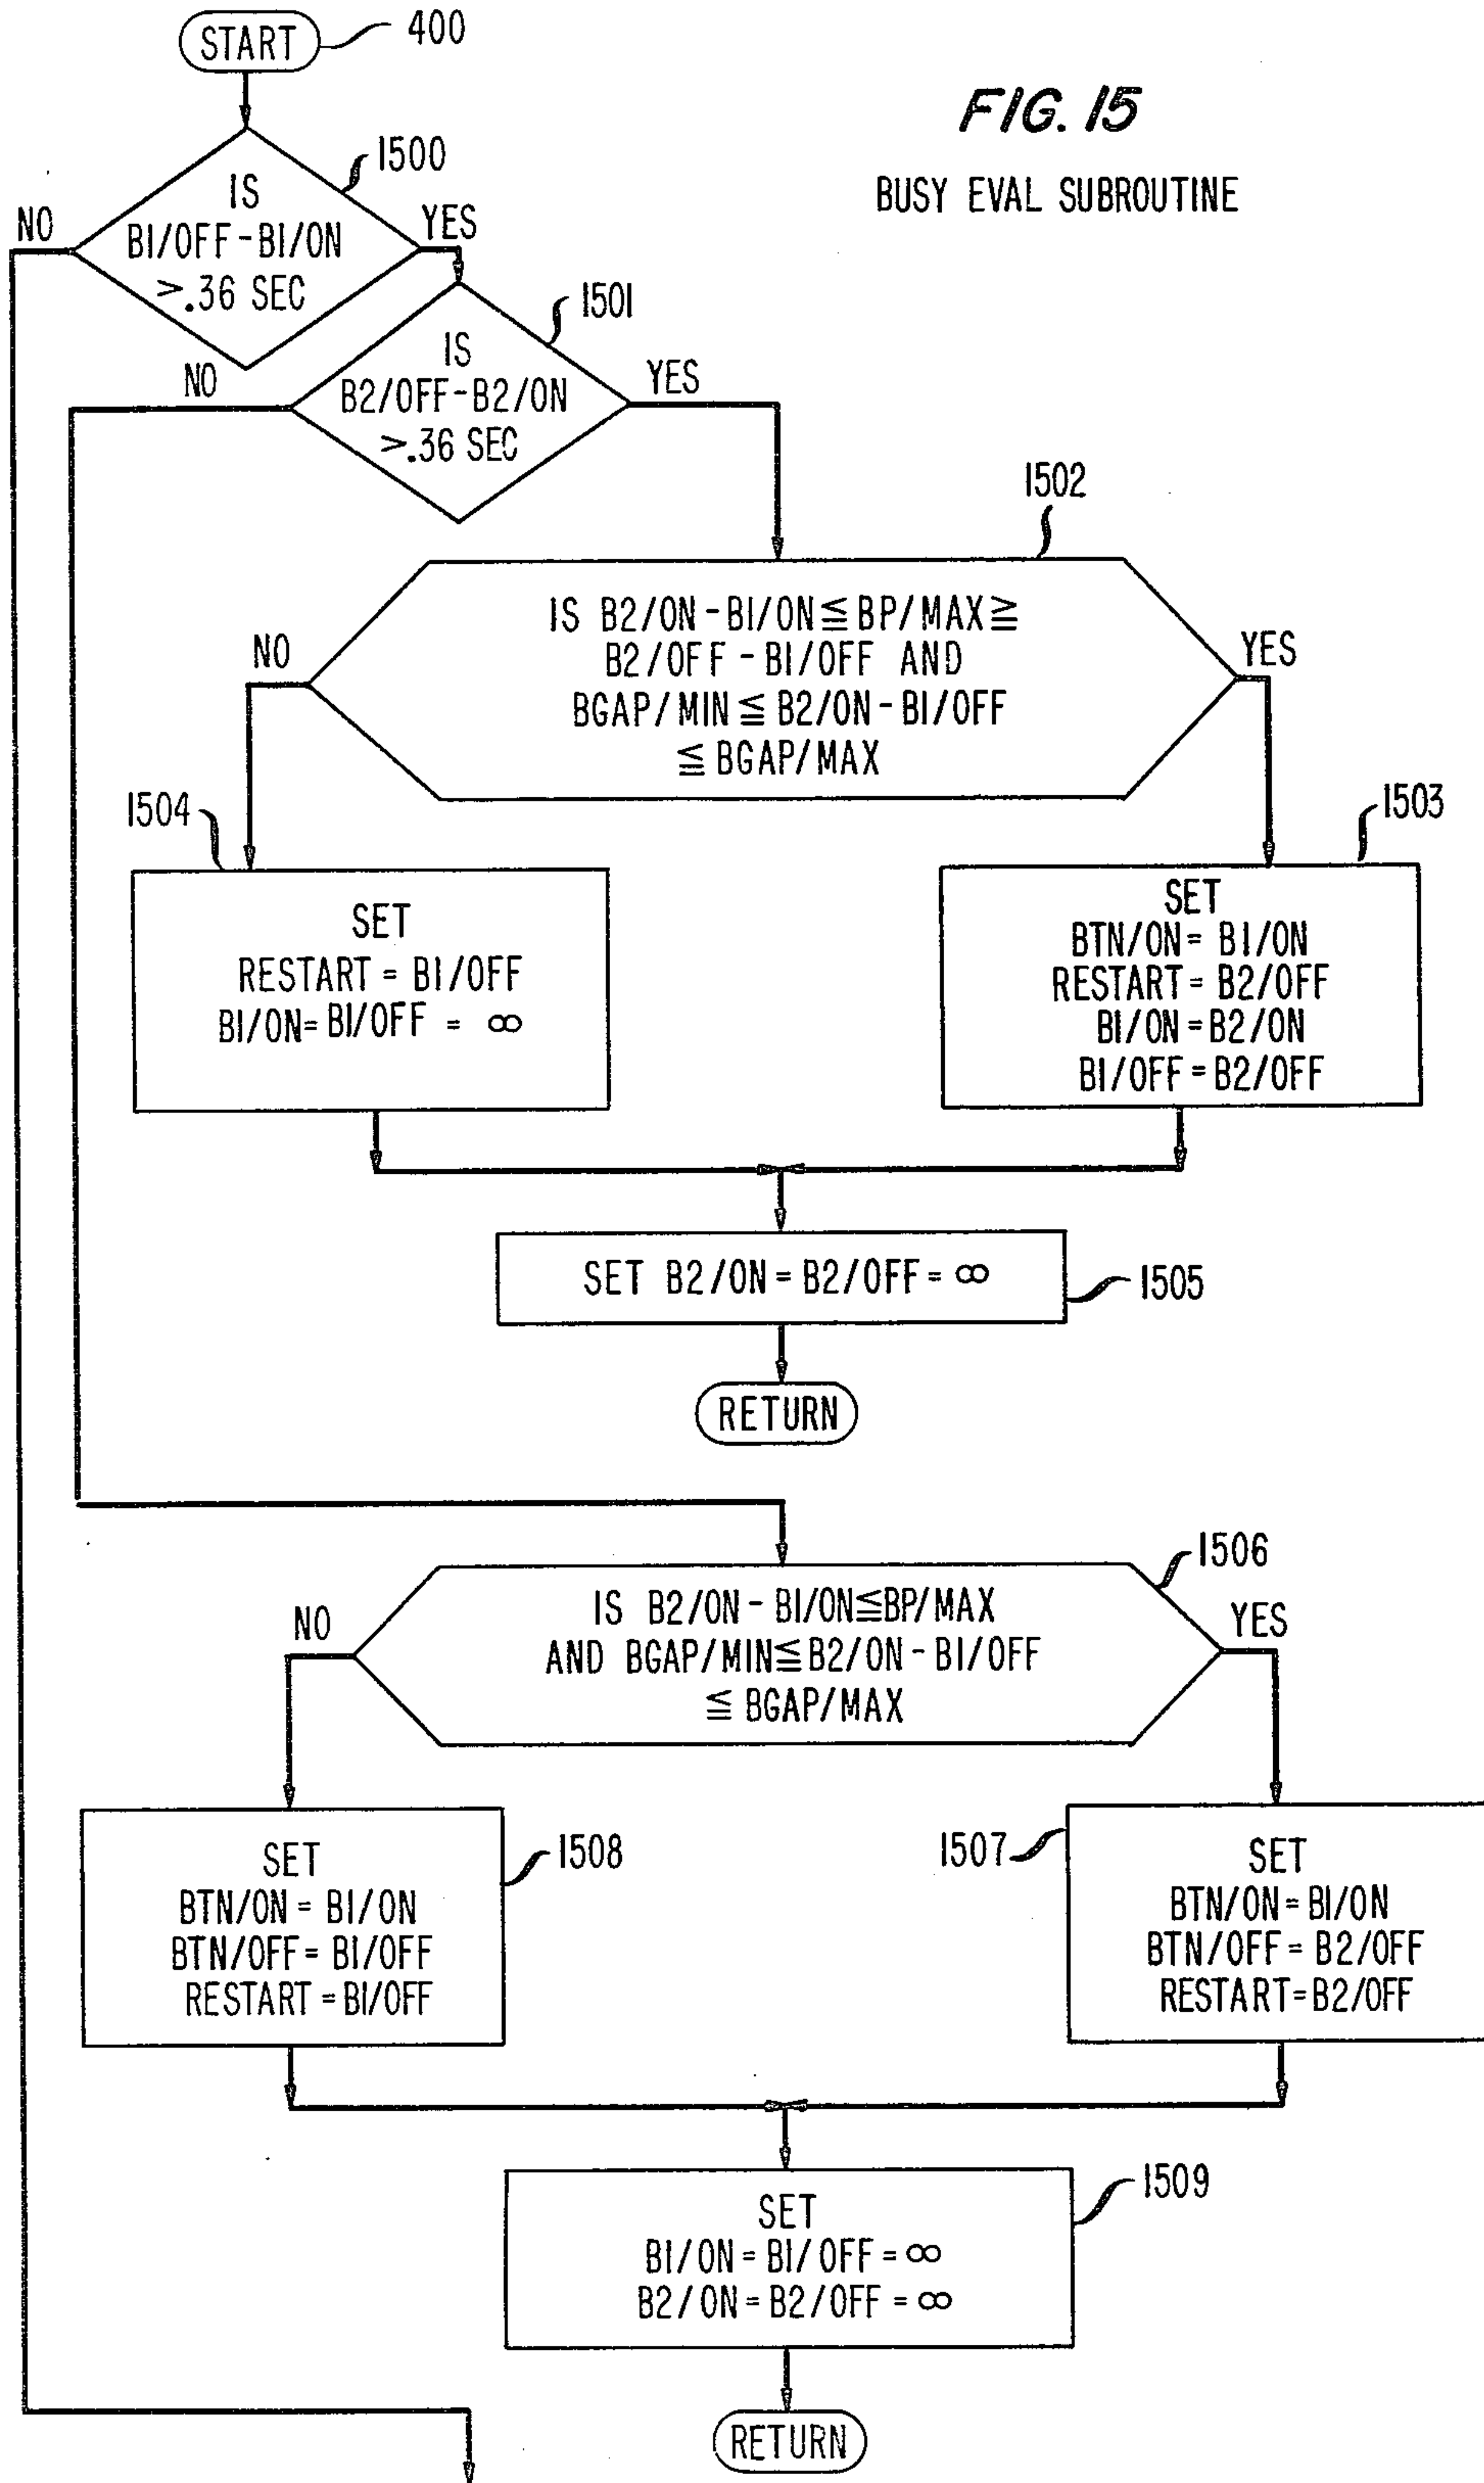 START
400
FIG. 15
BUSY EVAL SUBROUTINE
1500
IS
B1/OFF-B1/ON
>.36 SEC
NO
YES
1501
IS
B2/OFF-B2/ON
>.36 SEC
NO
YES
1502
IS B2/ON-B1/ON≦BP/MAX≧
B2/OFF-B1/OFF AND
BGAP/MIN≦B2/ON-B1/OFF
≦BGAP/MAX
NO
YES
1504
SET
RESTART=B1/OFF
B1/ON=B1/OFF=∞
1503
SET
BTN/ON=B1/ON
RESTART=B2/OFF
B1/ON=B2/ON
B1/OFF=B2/OFF
SET B2/ON=B2/OFF=∞
1505
RETURN
1506
IS B2/ON-B1/ON≦BP/MAX
AND BGAP/MIN≦B2/ON-B1/OFF
≦BGAP/MAX
NO
YES
1508
SET
BTN/ON=B1/ON
BTN/OFF=B1/OFF
RESTART=B1/OFF
1507
SET
BTN/ON=B1/ON
BTN/OFF=B2/OFF
RESTART=B2/OFF
1509
SET
B1/ON=B1/OFF=∞
B2/ON=B2/OFF=∞
RETURN